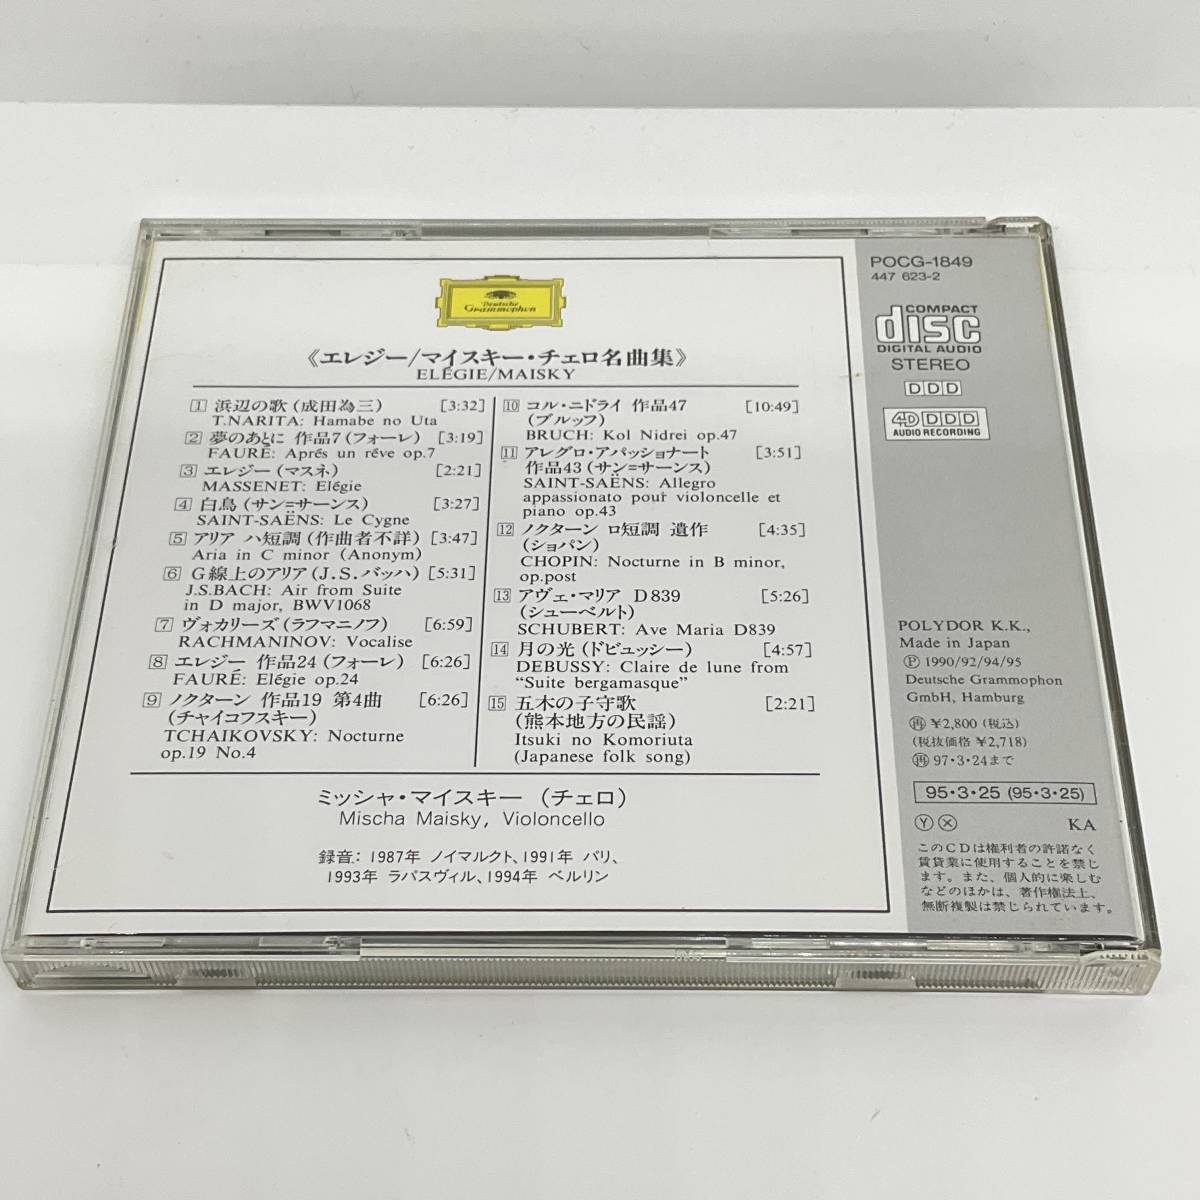 Deutsche
Grammophon
《エレジー/マイスキー・チェロ名曲集》
ELÉGIE/MAISKY
1 浜辺の歌 (成田為三) [3:32]
T.NARITA: Hamabe no Uta
2 夢のあとに 作品7 (フォーレ) [3:19]
FAURÉ: Après un rêve op.7
3 エレジー (マスネ) [2:21]
MASSENET: Elégie
4 白鳥 (サン=サーンス) [3:27]
SAINT-SAËNS: Le Cygne
5 アリア ハ短調 (作曲者不詳) [3:47]
Aria in C minor (Anonym)
6 G線上のアリア (J.S.バッハ) [5:31]
J.S.BACH: Air from Suite
in D major, BWV1068
7 ヴォカリーズ (ラフマニノフ) [6:59]
RACHMANINOV: Vocalise
8 エレジー 作品24 (フォーレ) [6:26]
FAURÉ: Elégie op.24
9 ノクターン 作品19 第4曲 [6:26]
(チャイコフスキー)
TCHAIKOVSKY: Nocturne
op.19 No.4
10 コル・ニドライ 作品47 [10:49]
(ブルッフ)
BRUCH: Kol Nidrei op.47
11 アレグロ・アパッショナート [3:51]
作品43 (サン=サーンス)
SAINT-SAËNS: Allegro
appassionato pour violoncelle et
piano op.43
12 ノクターン ロ短調 遺作 [4:35]
(ショパン)
CHOPIN: Nocturne in B minor,
op.post
13 アヴェ・マリア D839 [5:26]
(シューベルト)
SCHUBERT: Ave Maria D839
14 月の光 (ドビュッシー) [4:57]
DEBUSSY: Claire de lune from
“Suite bergamasque”
15 五木の子守歌 [2:21]
(熊本地方の民謡)
Itsuki no Komoriuta
(Japanese folk song)
ミッシャ・マイスキー (チェロ)
Mischa Maisky, Violoncello
録音: 1987年 ノイマルクト、1991年 パリ、
1993年 ラパスヴィル、1994年 ベルリン
POCG-1849
447 623-2
COMPACT
disc
DIGITAL AUDIO
STEREO
DDD
4D DDD
AUDIO RECORDING
POLYDOR K.K.,
Made in Japan
Ⓟ 1990/92/94/95
Deutsche Grammophon
GmbH, Hamburg
㊢ ¥2,800 (税込)
(税抜価格 ¥2,718)
㊢ 97・3・24まで
95・3・25 (95・3・25)
Ⓨ Ⓧ KA
このCDは権利者の許諾なく
賃貸業に使用することを禁じ
ます。また、個人的に楽しむ
などのほかは、著作権法上、
無断複製は禁じられています。